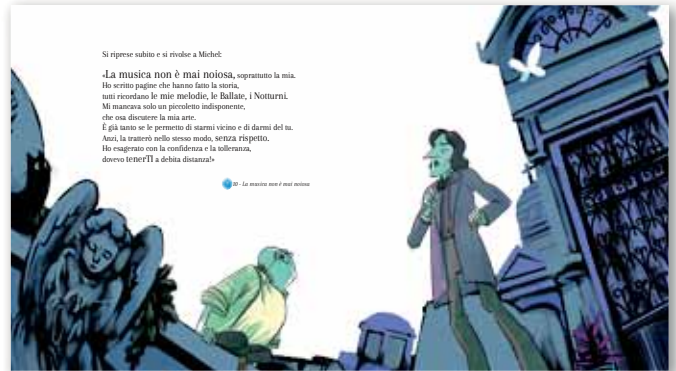 Si riprese subito e si rivolse a Michel:
«La musica non è mai noiosa, soprattutto la mia.
Ho scritto pagine che hanno fatto la storia,
tutti ricordano le mie melodie, le Ballate, i Notturni.
Mi mancava solo un piccoletto indisponente,
che osa discutere la mia arte.
È già tanto se le permetto di starmi vicino e di darmi del tu.
Anzi, la tratterò nello stesso modo, senza rispetto.
Ho esagerato con la confidenza e la tolleranza,
dovevo tenerTI a debita distanza!»
10 - La musica non è mai noiosa